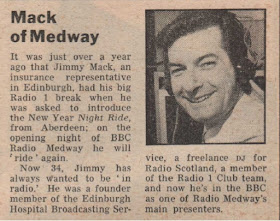 Mack
of Medway
It was just over a year
ago that Jimmy Mack, an
insurance representative
in Edinburgh, had his big
Radio 1 break when he
was asked to introduce
the New Year Night Ride,
from Aberdeen; on the
opening night of BBC
Radio Medway he will
'ride' again.
Now 34, Jimmy has
always wanted to be 'in
radio.' He was a founder
member of the Edinburgh
Hospital Broadcasting Ser-
vice, a freelance DJ for
Radio Scotland, a member
of the Radio 1 Club team,
and now he's in the BBC
as one of Radio Medway's
main presenters.